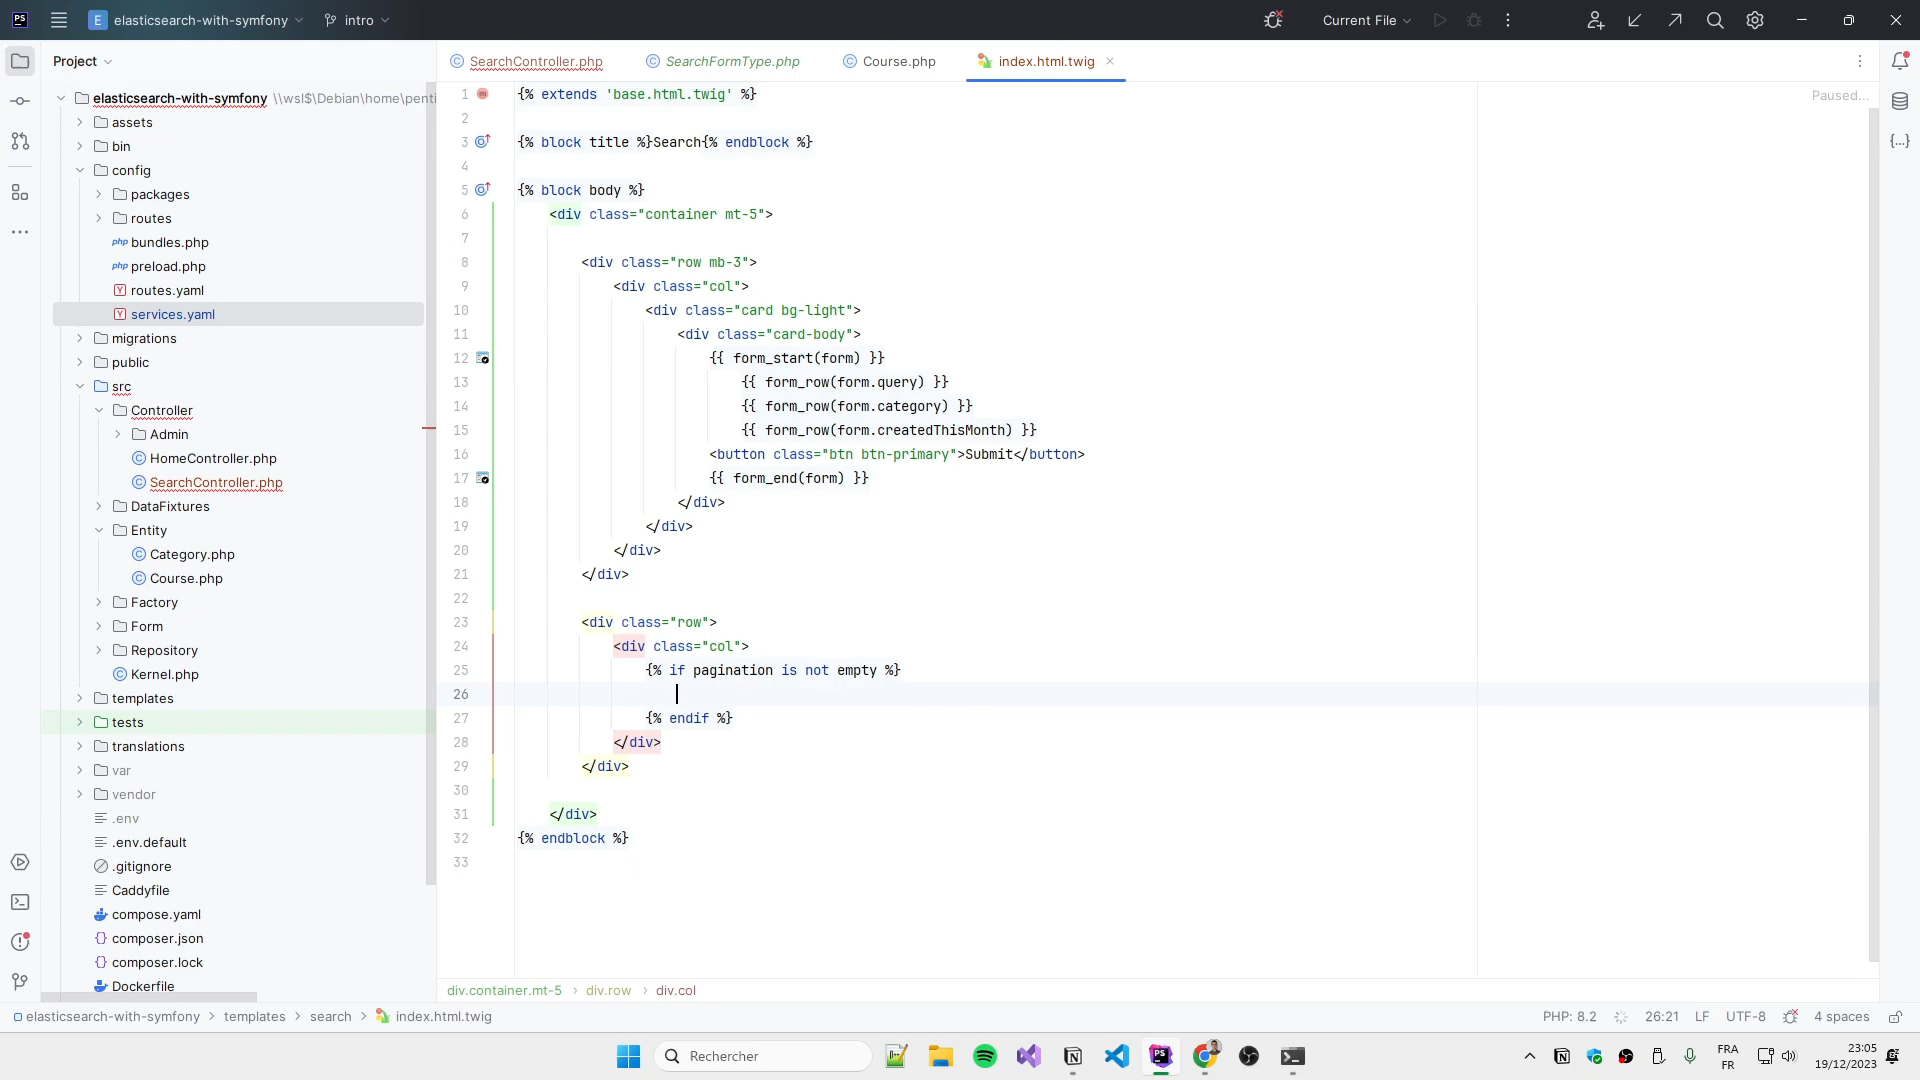 elasticsearch-with-symfony
intro
Current File
Project
SearchController.php
SearchFormType.php
Course.php
index.html.twig
elasticsearch-with-symfony \\wsl$\Debian\home\penti
assets
bin
config
packages
routes
php bundles.php
php preload.php
routes.yaml
services.yaml
migrations
public
src
Controller
Admin
HomeController.php
SearchController.php
DataFixtures
Entity
Category.php
Course.php
Factory
Form
Repository
Kernel.php
templates
tests
translations
var
vendor
.env
.env.default
.gitignore
Caddyfile
compose.yaml
composer.json
composer.lock
Dockerfile
Paused...
1 {% extends 'base.html.twig' %}
2
3 {% block title %}Search{% endblock %}
4
5 {% block body %}
6 <div class="container mt-5">
7
8 <div class="row mb-3">
9 <div class="col">
10 <div class="card bg-light">
11 <div class="card-body">
12 {{ form_start(form) }}
13 {{ form_row(form.query) }}
14 {{ form_row(form.category) }}
15 {{ form_row(form.createdThisMonth) }}
16 <button class="btn btn-primary">Submit</button>
17 {{ form_end(form) }}
18 </div>
19 </div>
20 </div>
21 </div>
22
23 <div class="row">
24 <div class="col">
25 {% if pagination is not empty %}
26
27 {% endif %}
28 </div>
29 </div>
30
31 </div>
32 {% endblock %}
33
div.container.mt-5 › div.row › div.col
elasticsearch-with-symfony › templates › search › index.html.twig
PHP: 8.2 26:21 LF UTF-8 4 spaces
Rechercher
FRA
FR
23:05
19/12/2023